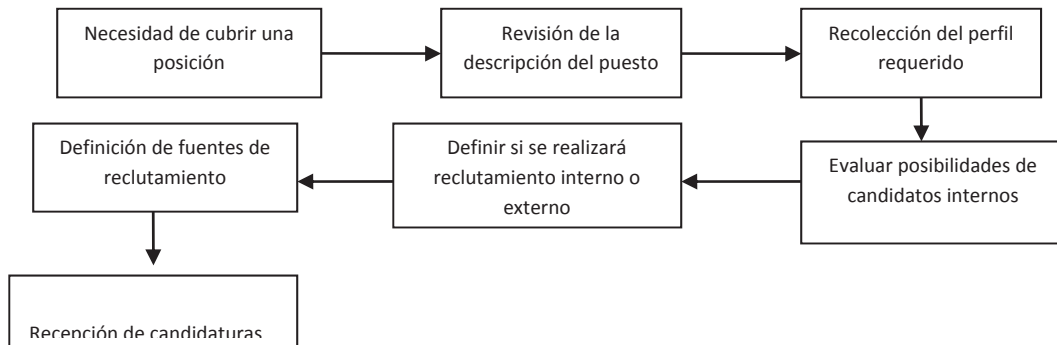 Necesidad de cubrir una
posición
Revisión de la
descripción del puesto
Recolección del perfil
requerido
Evaluar posibilidades de
candidatos internos
Definir si se realizará
reclutamiento interno o
externo
Definición de fuentes de
reclutamiento
Recepción de candidaturas